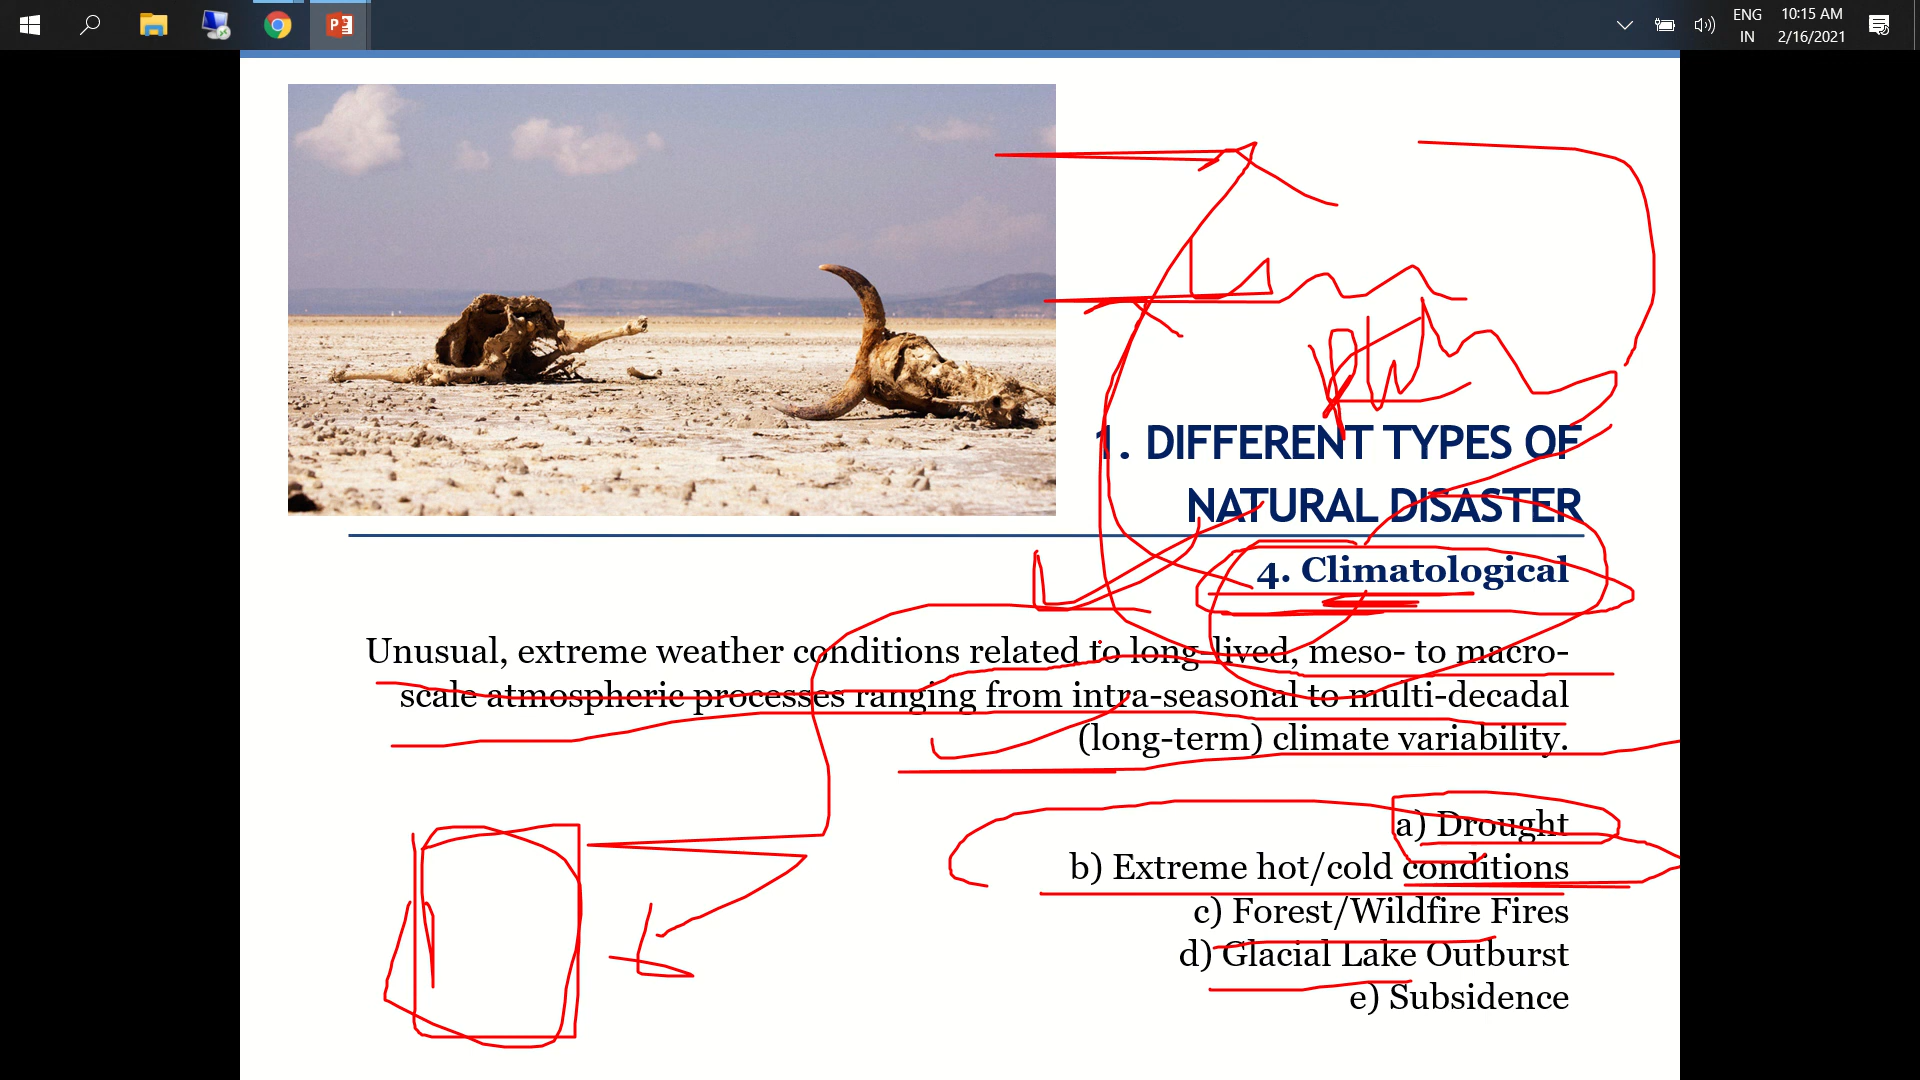 ENG
IN
10:15 AM
2/16/2021
1. DIFFERENT TYPES OF
NATURAL DISASTER
4. Climatological
Unusual, extreme weather conditions related to long-lived, meso- to macro-
scale atmospheric processes ranging from intra-seasonal to multi-decadal
(long-term) climate variability.
a) Drought
b) Extreme hot/cold conditions
c) Forest/Wildfire Fires
d) Glacial Lake Outburst
e) Subsidence